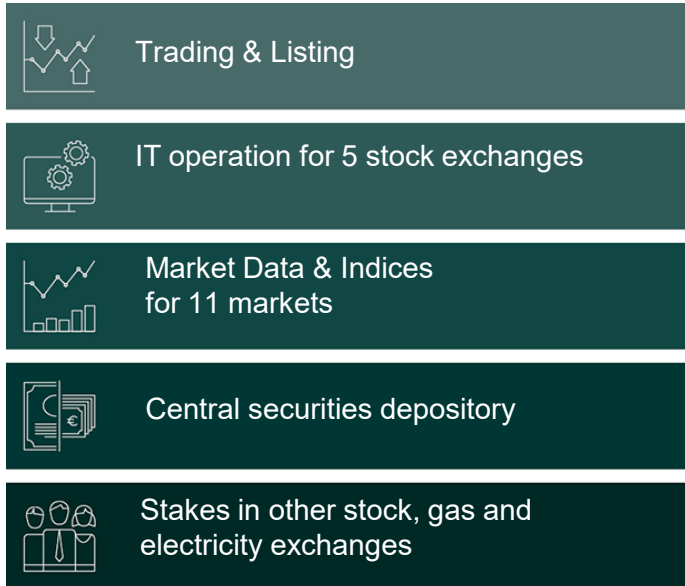 Trading & Listing
IT operation for 5 stock exchanges
Market Data & Indices
for 11 markets
€
Central securities depository
Stakes in other stock, gas and
electricity exchanges